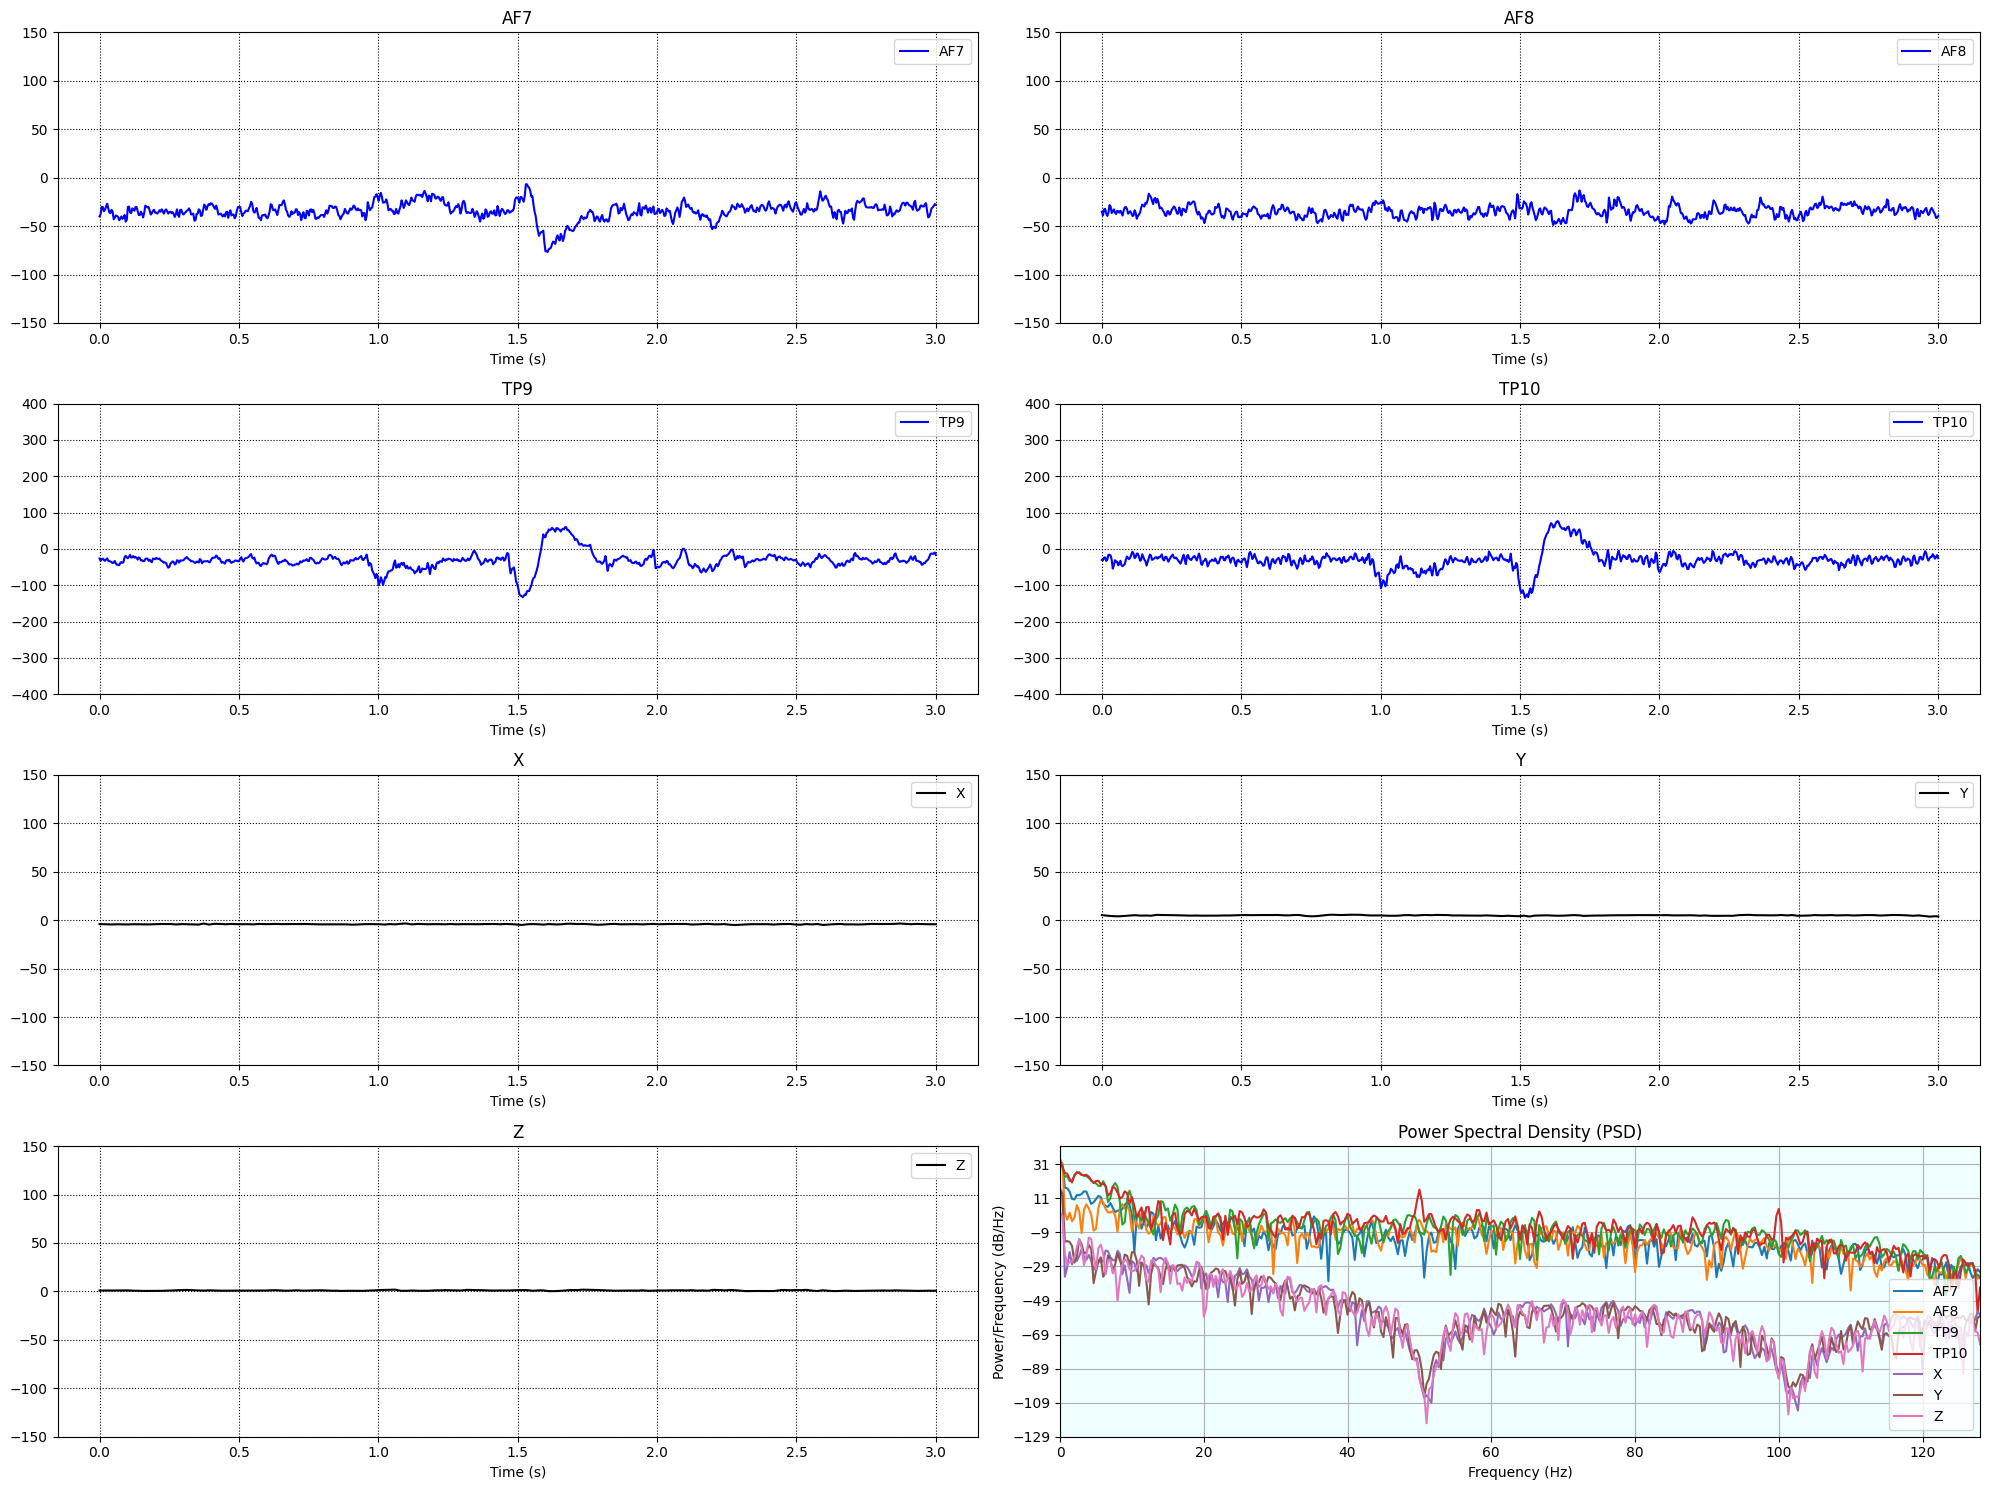 AF7
150
100
50
0
−50
−100
−150
AF7
0.0 0.5 1.0 1.5 2.0 2.5 3.0
Time (s)
AF8
150
100
50
0
−50
−100
−150
AF8
0.0 0.5 1.0 1.5 2.0 2.5 3.0
Time (s)
TP9
400
300
200
100
0
−100
−200
−300
−400
TP9
0.0 0.5 1.0 1.5 2.0 2.5 3.0
Time (s)
TP10
400
300
200
100
0
−100
−200
−300
−400
TP10
0.0 0.5 1.0 1.5 2.0 2.5 3.0
Time (s)
X
150
100
50
0
−50
−100
−150
X
0.0 0.5 1.0 1.5 2.0 2.5 3.0
Time (s)
Y
150
100
50
0
−50
−100
−150
Y
0.0 0.5 1.0 1.5 2.0 2.5 3.0
Time (s)
Z
150
100
50
0
−50
−100
−150
Z
0.0 0.5 1.0 1.5 2.0 2.5 3.0
Time (s)
Power Spectral Density (PSD)
Power/Frequency (dB/Hz)
31
11
−9
−29
−49
−69
−89
−109
−129
AF7
AF8
TP9
TP10
X
Y
Z
0 20 40 60 80 100 120
Frequency (Hz)